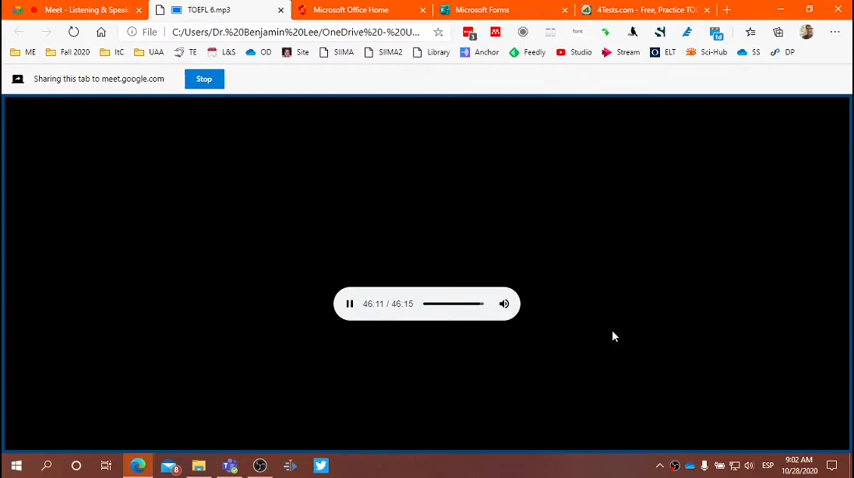 Meet - Listening & Speak
TOEFL 6.mp3
Microsoft Office Home
Microsoft Forms
4Tests.com - Free, Practice TO
File
C:/Users/Dr.%20Benjamin%20Lee/OneDrive%20-%20U...
ME
Fall 2020
ItC
UAA
TE
L&S
OD
Site
SIIMA
SIIMA2
Library
Anchor
Feedly
Studio
Stream
ELT
Sci-Hub
SS
DP
Sharing this tab to meet.google.com
Stop
46:11 / 46:15
ESP
9:02 AM
10/28/2020
8